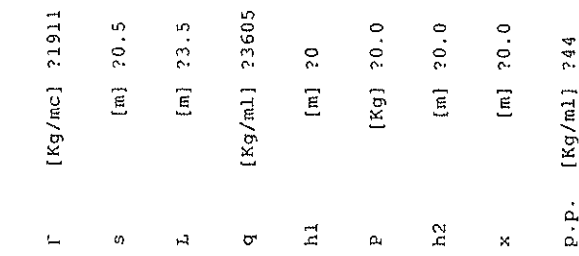 Γ [Kg/mc] ?1911
s [m] ?0.5
L [m] ?3.5
q [Kg/ml] ?3605
h1 [m] ?0
P [Kg] ?0.0
h2 [m] ?0.0
x [m] ?0.0
p.p. [Kg/ml] ?44